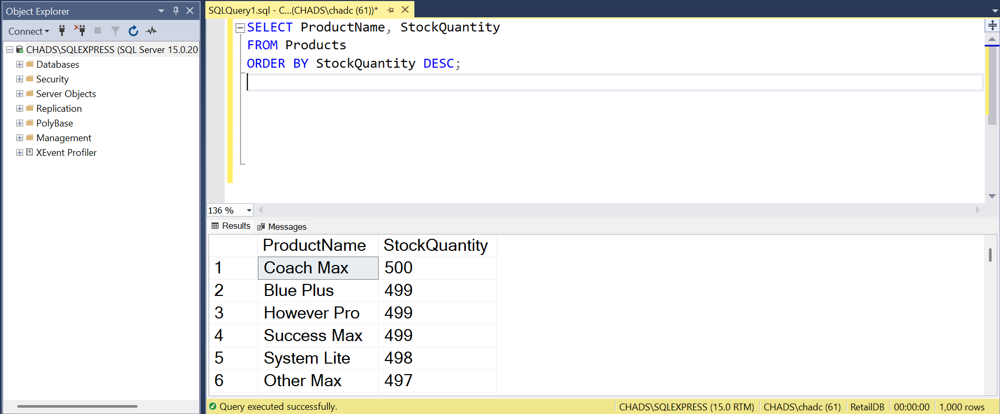 Object Explorer
Connect
CHADS\SQLEXPRESS (SQL Server 15.0.20
Databases
Security
Server Objects
Replication
PolyBase
Management
XEvent Profiler
SQLQuery1.sql - C...(CHADS\chadc (61))*
SELECT ProductName, StockQuantity
FROM Products
ORDER BY StockQuantity DESC;
136 %
Results Messages
ProductName StockQuantity
1 Coach Max 500
2 Blue Plus 499
3 However Pro 499
4 Success Max 499
5 System Lite 498
6 Other Max 497
Query executed successfully. CHADS\SQLEXPRESS (15.0 RTM) CHADS\chadc (61) RetailDB 00:00:00 1,000 rows